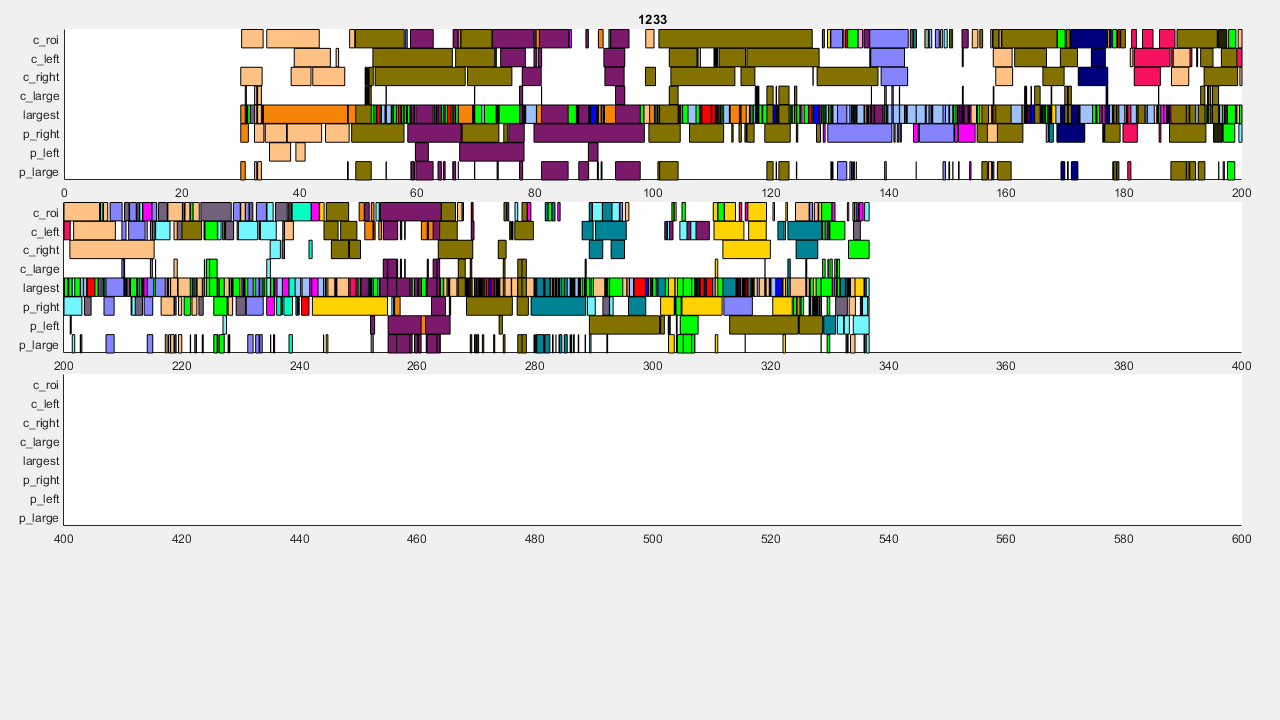 1233
c_roi
c_left
c_right
c_large
largest
p_right
p_left
p_large
0 20 40 60 80 100 120 140 160 180 200
c_roi
c_left
c_right
c_large
largest
p_right
p_left
p_large
200 220 240 260 280 300 320 340 360 380 400
c_roi
c_left
c_right
c_large
largest
p_right
p_left
p_large
400 420 440 460 480 500 520 540 560 580 600